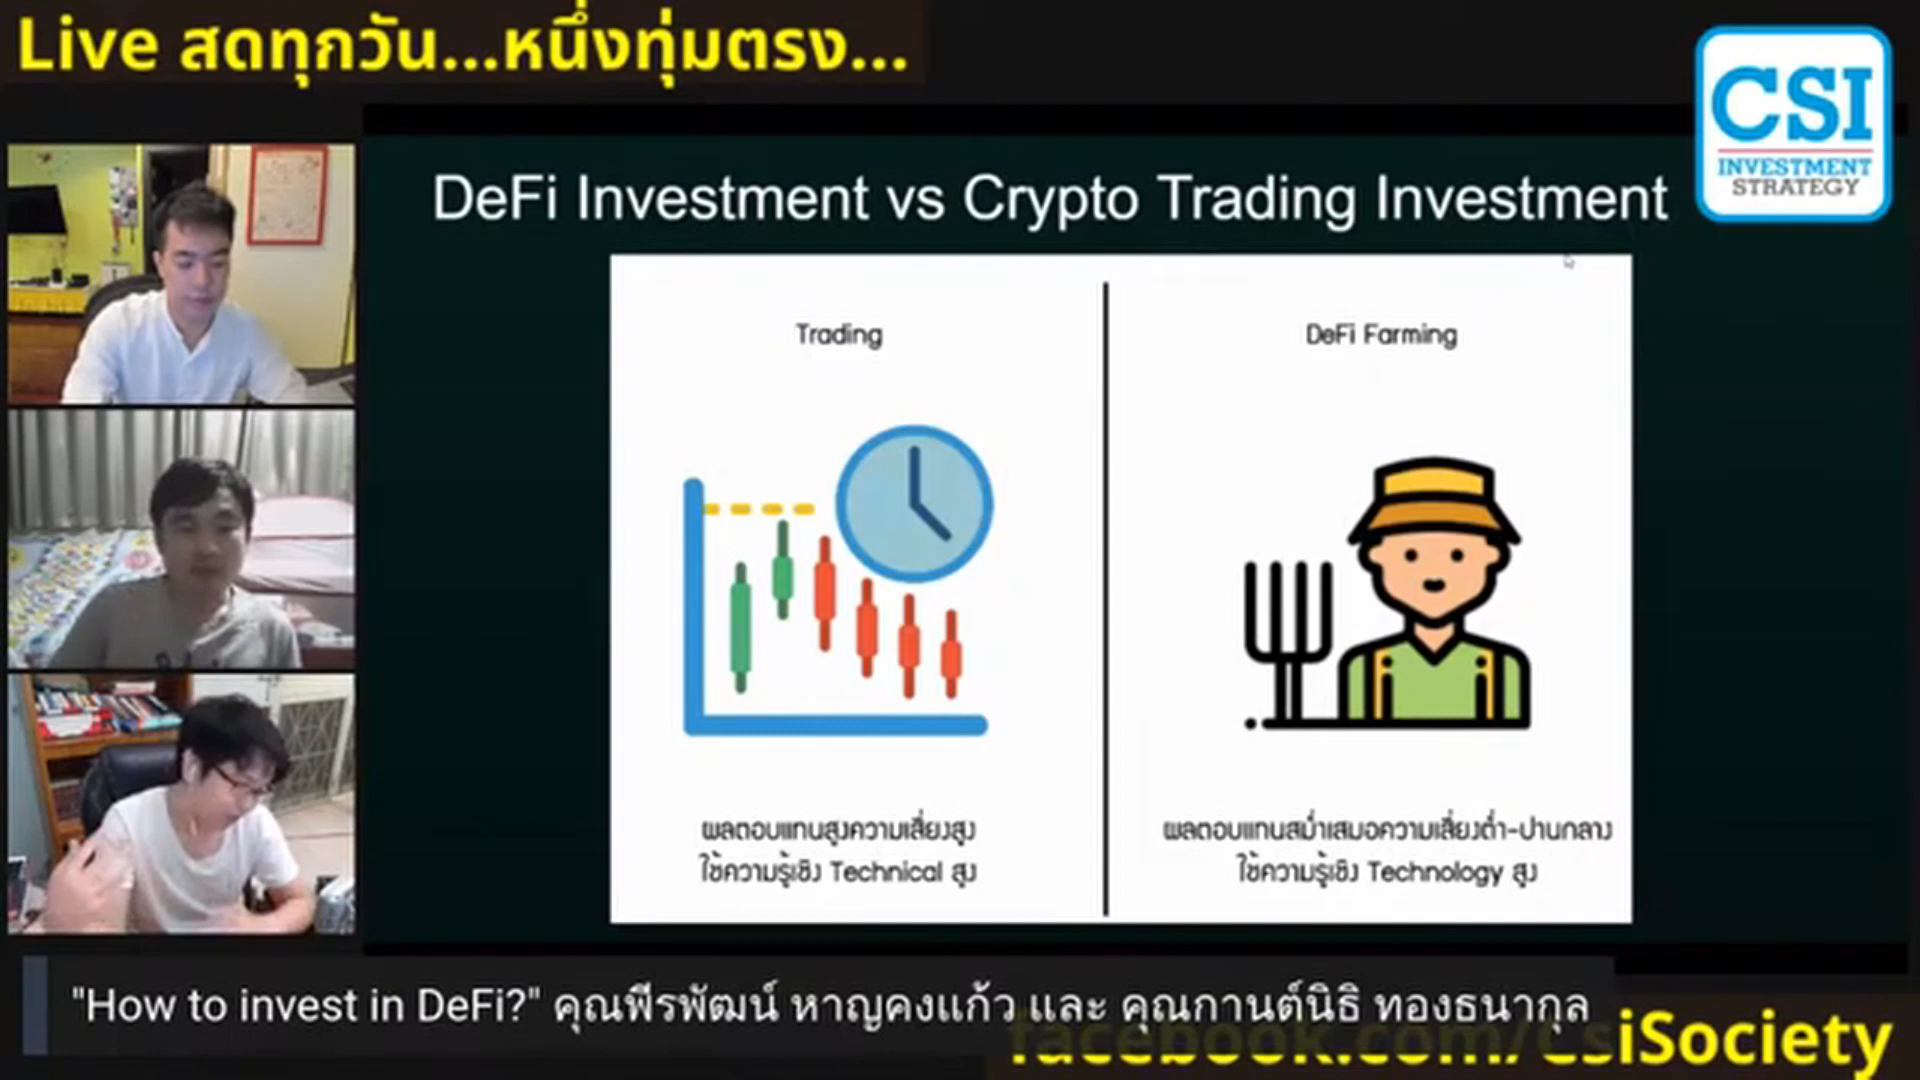 Live สดทุกวัน...หนึ่งทุ่มตรง...
CSI
INVESTMENT
STRATEGY
DeFi Investment vs Crypto Trading Investment
Trading
DeFi Farming
ผลตอบแทนสูงความเสี่ยงสูง
ใช้ความรู้เชิง Technical สูง
ผลตอบแทนสม่ำเสมอความเสี่ยงต่ำ-ปานกลาง
ใช้ความรู้เชิง Technology สูง
"How to invest in DeFi?" คุณพีรพัฒน์ หาญคงแก้ว และ คุณกานต์นิธิ ทองธนากุล
facebook.com/CsiSociety